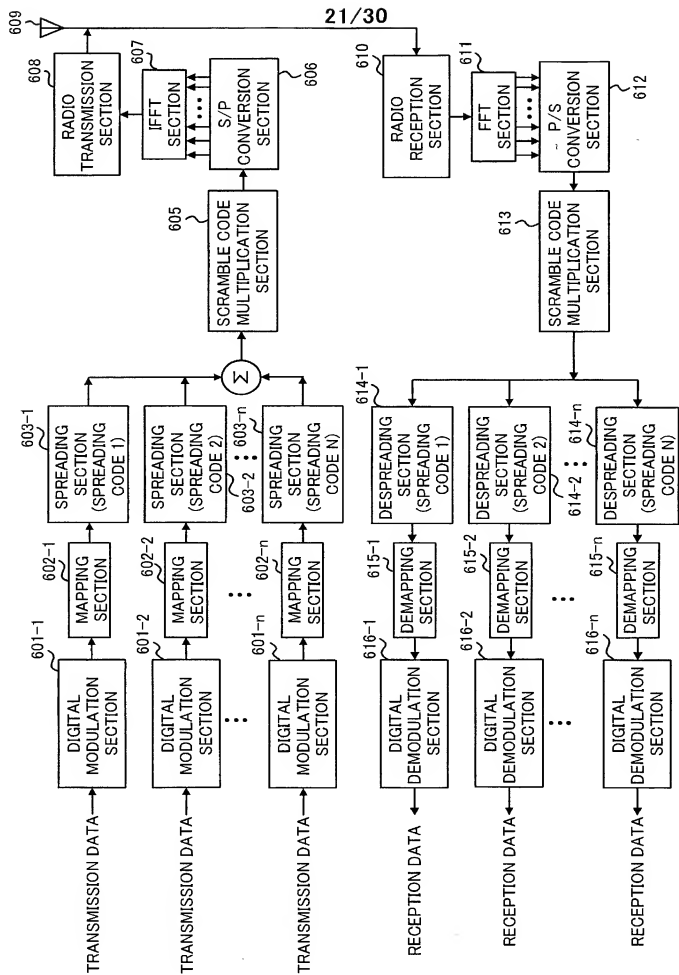 21/30
TRANSMISSION DATA
601-1
DIGITAL
MODULATION
SECTION
602-1
MAPPING
SECTION
603-1
SPREADING
SECTION
(SPREADING
CODE 1)
TRANSMISSION DATA
601-2
DIGITAL
MODULATION
SECTION
602-2
MAPPING
SECTION
SPREADING
SECTION
(SPREADING
CODE 2)
603-2
TRANSMISSION DATA
601-n
DIGITAL
MODULATION
SECTION
602-n
MAPPING
SECTION
603-n
SPREADING
SECTION
(SPREADING
CODE N)
Σ
605
SCRAMBLE CODE
MULTIPLICATION
SECTION
606
S/P
CONVERSION
SECTION
607
IFFT
SECTION
608
RADIO
TRANSMISSION
SECTION
609
610
RADIO
RECEPTION
SECTION
611
FFT
SECTION
612
~ P/S
CONVERSION
SECTION
613
SCRAMBLE CODE
MULTIPLICATION
SECTION
614-1
DESPREADING
SECTION
(SPREADING
CODE 1)
615-1
DEMAPPING
SECTION
616-1
DIGITAL
DEMODULATION
SECTION
RECEPTION DATA
DESPREADING
SECTION
(SPREADING
CODE 2)
614-2
615-2
DEMAPPING
SECTION
616-2
DIGITAL
DEMODULATION
SECTION
RECEPTION DATA
614-n
DESPREADING
SECTION
(SPREADING
CODE N)
615-n
DEMAPPING
SECTION
616-n
DIGITAL
DEMODULATION
SECTION
RECEPTION DATA